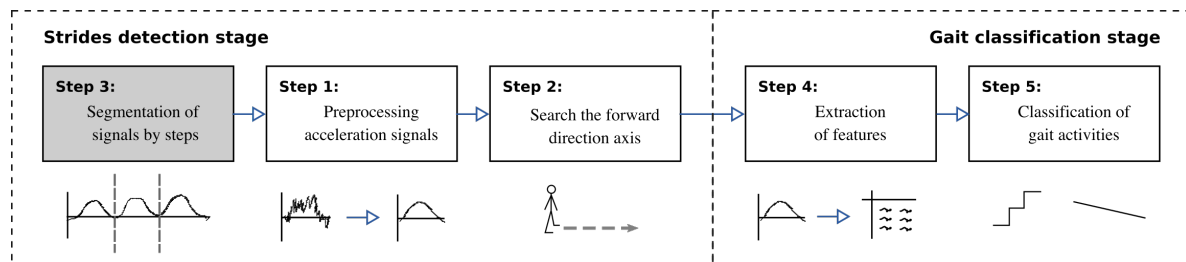 Strides detection stage
Gait classification stage
Step 3:
Segmentation of
signals by steps
Step 1:
Preprocessing
acceleration signals
Step 2:
Search the forward
direction axis
Step 4:
Extraction
of features
Step 5:
Classification of
gait activities